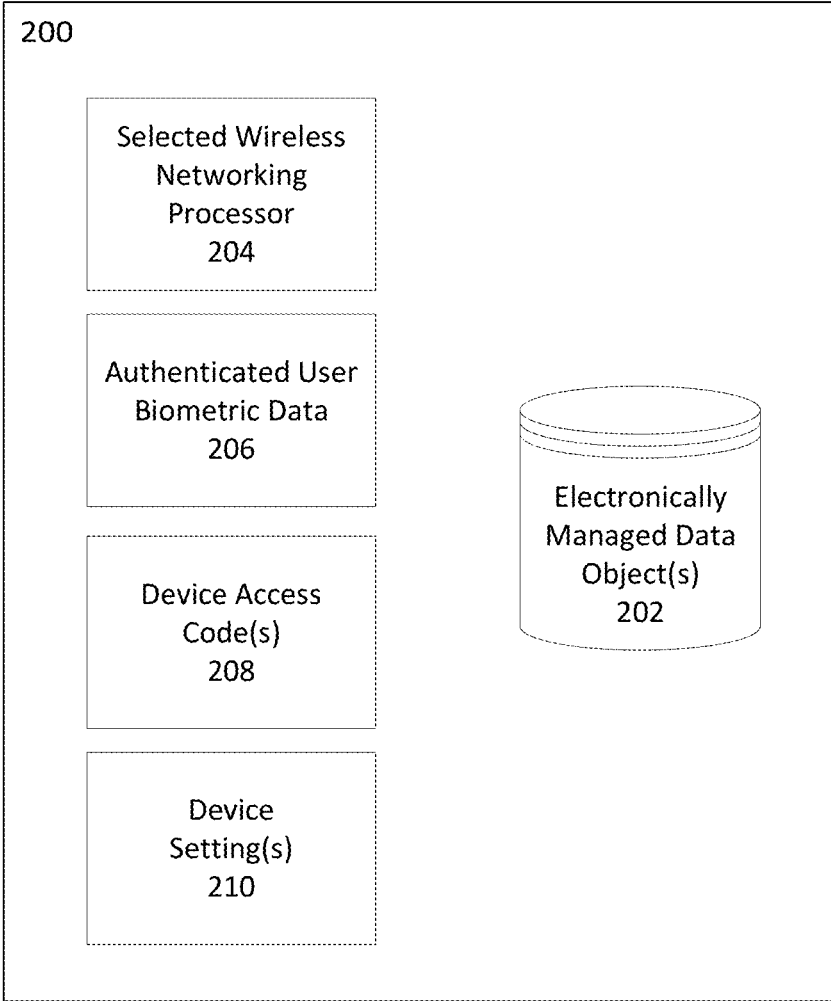 200
Selected Wireless
Networking
Processor
204
Authenticated User
Biometric Data
206
Device Access
Code(s)
208
Device
Setting(s)
210
Electronically
Managed Data
Object(s)
202